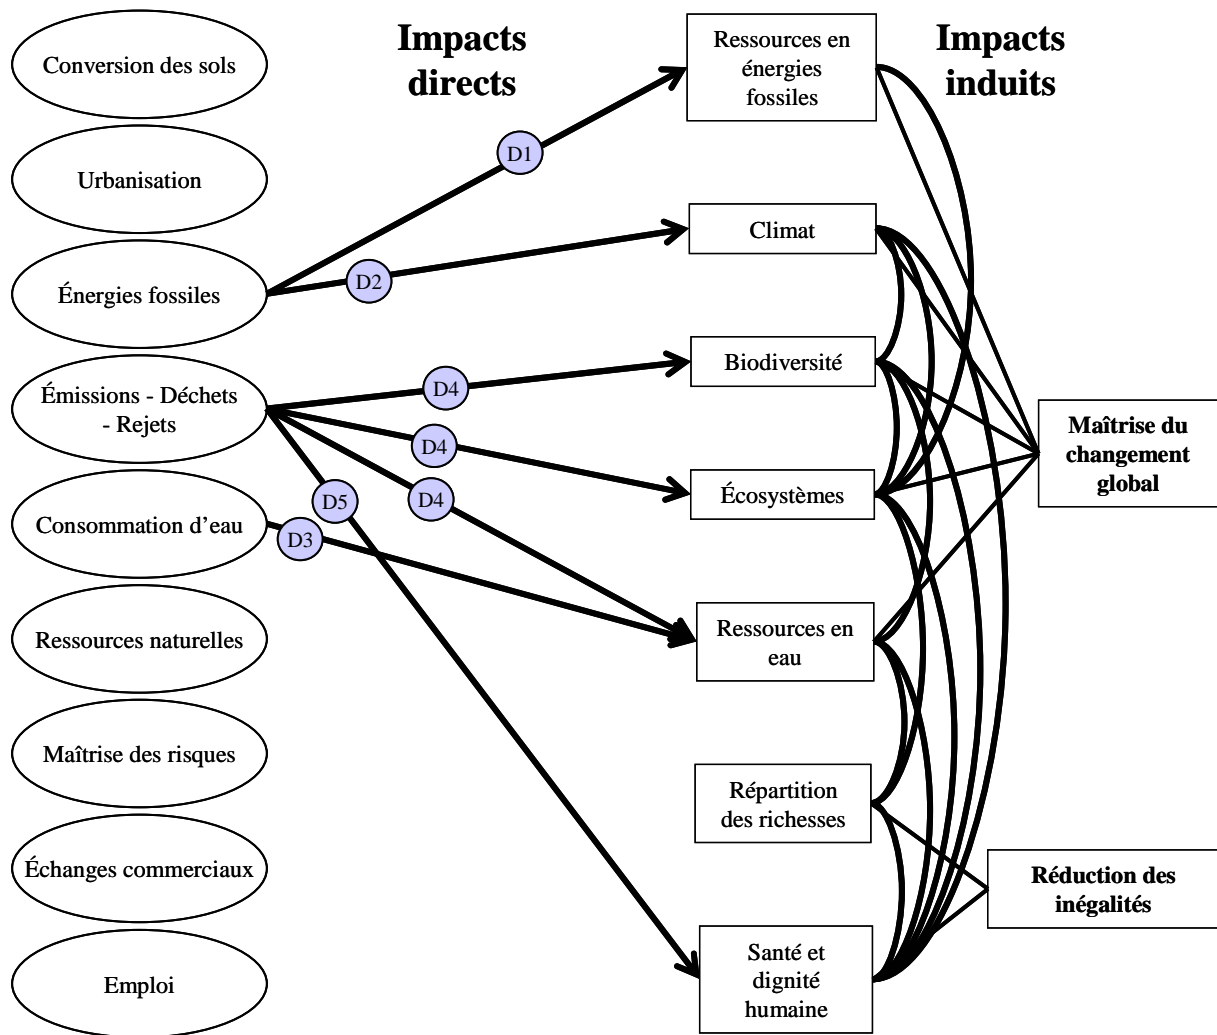 Impacts
directs
Impacts
induits
Conversion des sols
Urbanisation
Énergies fossiles
Émissions - Déchets
- Rejets
Consommation d’eau
Ressources naturelles
Maîtrise des risques
Échanges commerciaux
Emploi
D1
D2
D4
D4
D4
D5
D3
Ressources en
énergies
fossiles
Climat
Biodiversité
Écosystèmes
Ressources en
eau
Répartition
des richesses
Santé et
dignité
humaine
Maîtrise du
changement
global
Réduction des
inégalités